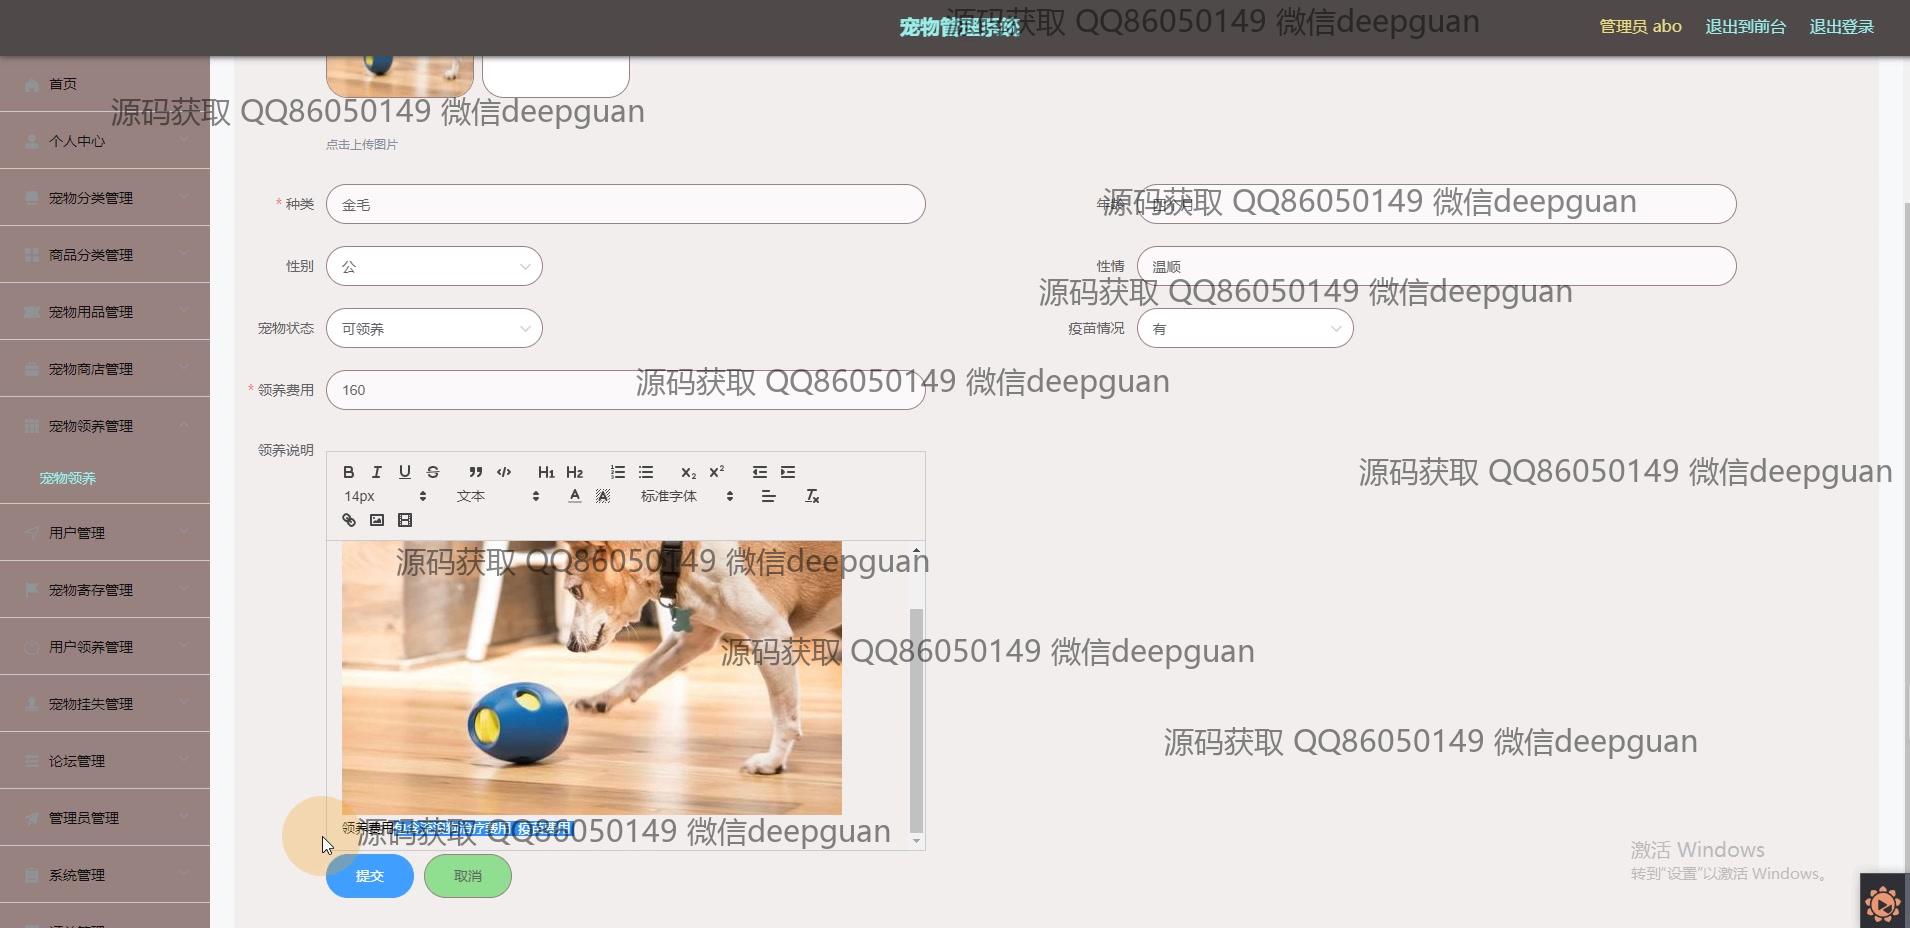 宠物管理系统
源码获取 QQ86050149 微信deepguan
管理员 abo
退出到前台
退出登录
首页
源码获取 QQ86050149 微信deepguan
个人中心
点击上传图片
宠物分类管理
* 种类
金毛
年龄
四个月
源码获取 QQ86050149 微信deepguan
商品分类管理
性别
公
性情
温顺
源码获取 QQ86050149 微信deepguan
宠物用品管理
宠物状态
可领养
疫苗情况
有
宠物商店管理
* 领养费用
160
源码获取 QQ86050149 微信deepguan
宠物领养管理
领养说明
宠物领养
B I U S H1 H2 X2 X2
14px
文本
A
A
标准字体
Tx
源码获取 QQ86050149 微信deepguan
用户管理
源码获取 QQ86050149 微信deepguan
宠物寄存管理
用户领养管理
源码获取 QQ86050149 微信deepguan
宠物挂失管理
源码获取 QQ86050149 微信deepguan
论坛管理
管理员管理
领养费用
疫苗费用
源码获取 QQ86050149 微信deepguan
系统管理
提交
取消
激活 Windows
转到"设置"以激活 Windows。